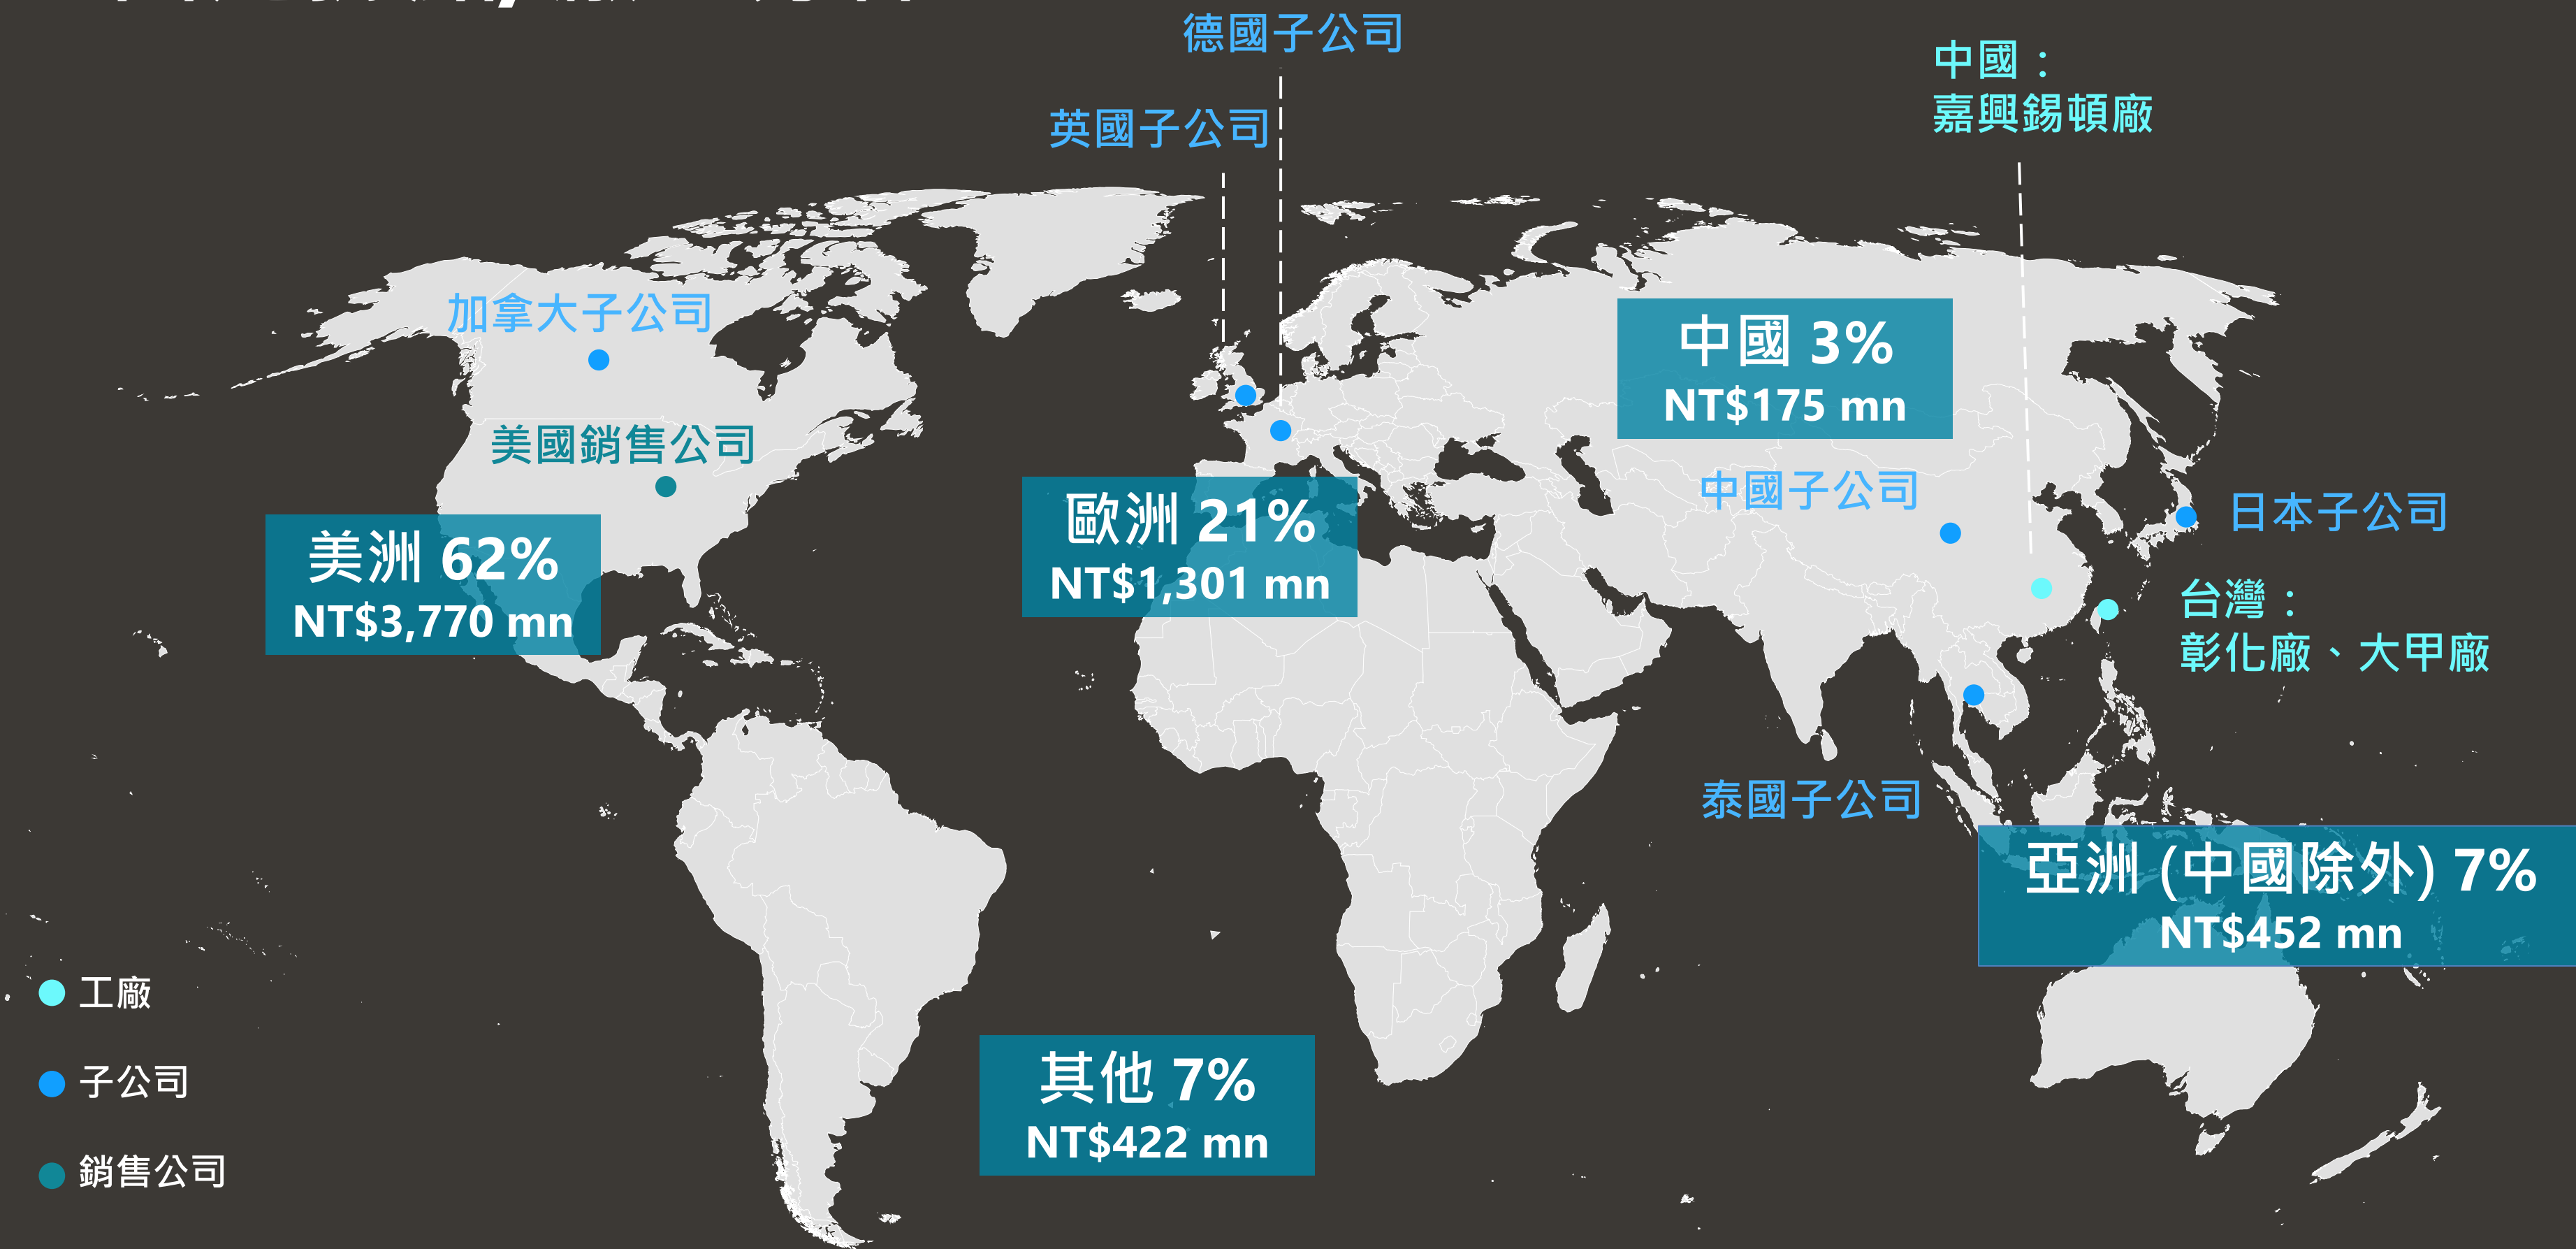 德國子公司
英國子公司
中國：
嘉興錫頓廠
加拿大子公司
中國 3%
NT$175 mn
美國銷售公司
中國子公司
歐洲 21%
NT$1,301 mn
日本子公司
美洲 62%
NT$3,770 mn
台灣：
彰化廠、大甲廠
泰國子公司
亞洲 (中國除外) 7%
NT$452 mn
工廠
其他 7%
NT$422 mn
子公司
銷售公司